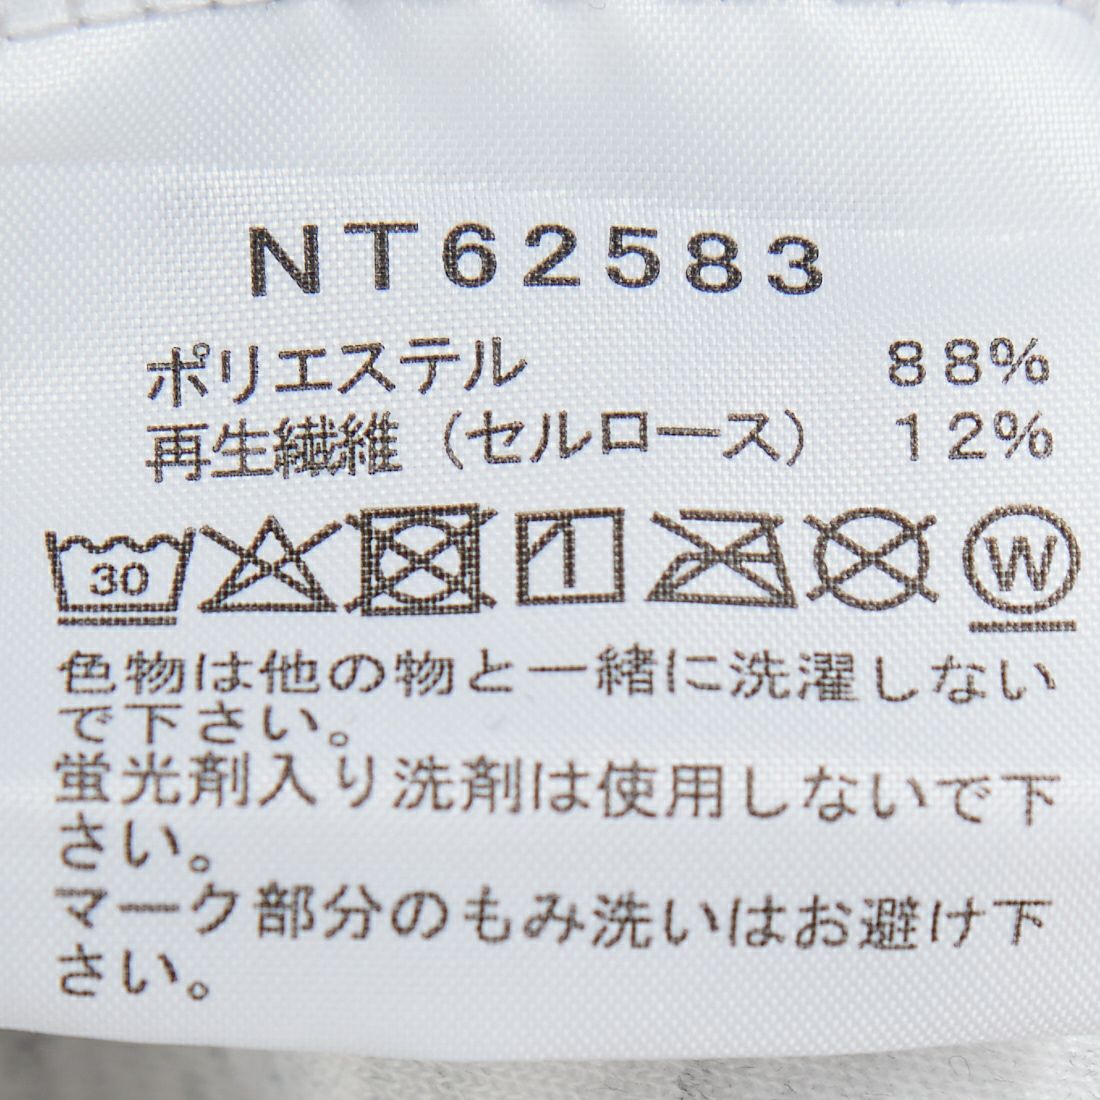 NT62583
ポリエステル 88%
再生繊維（セルロース） 12%
30 W
色物は他の物と一緒に洗濯しない
で下さい。
蛍光剤入り洗剤は使用しないで下
さい。
マーク部分のもみ洗いはお避け下
さい。